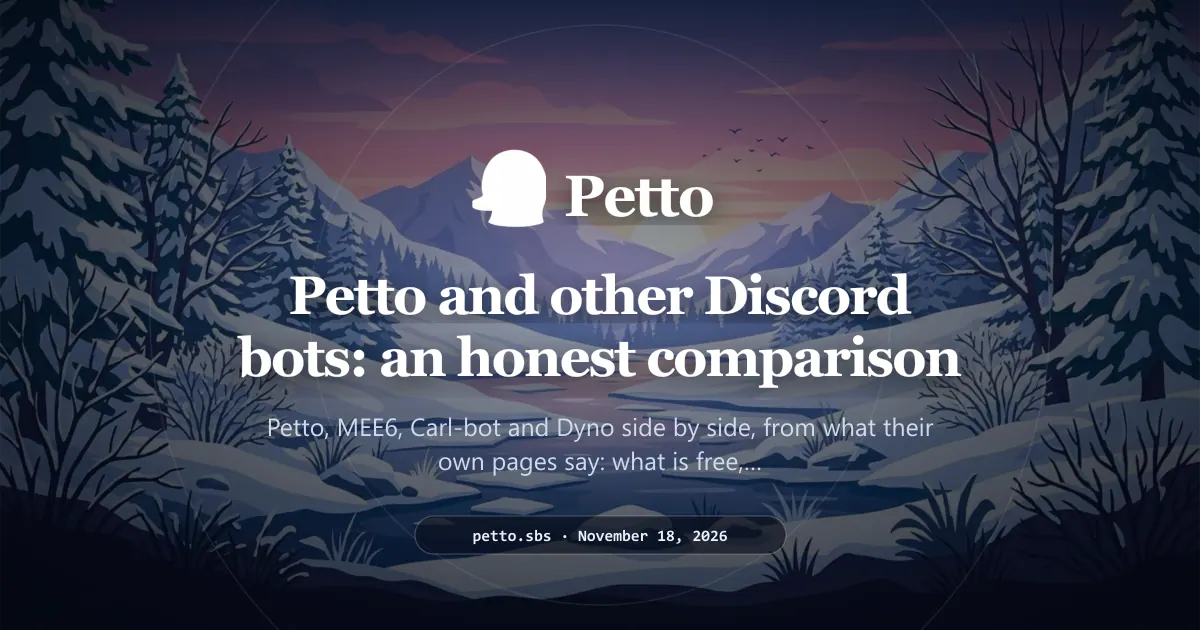 Petto
Petto and other Discord
bots: an honest comparison
Petto, MEE6, Carl-bot and Dyno side by side, from what their
own pages say: what is free,...
petto.sbs · November 18, 2026